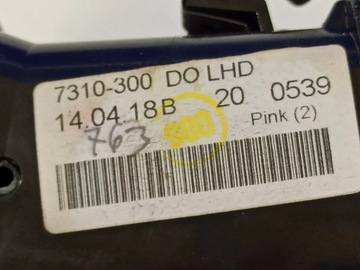 7310-300 DO LHD
14.04.18B 20 0539
763
Pink (2)